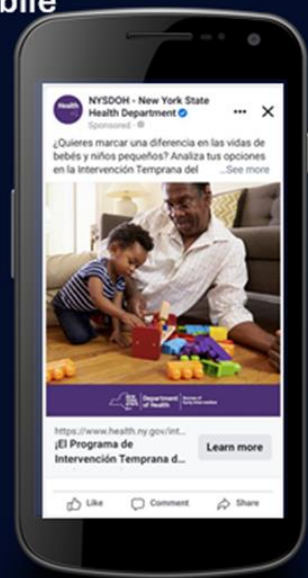 NYSDOH - New York State
Health Department
Sponsored ·
¿Quieres marcar una diferencia en las vidas de
bebés y niños pequeños? Analiza tus opciones
en la Intervención Temprana del ...See more
Health
Department
of Health
https://www.health.ny.gov/int...
¡El Programa de
Intervención Temprana d...
Learn more
Like Comment Share